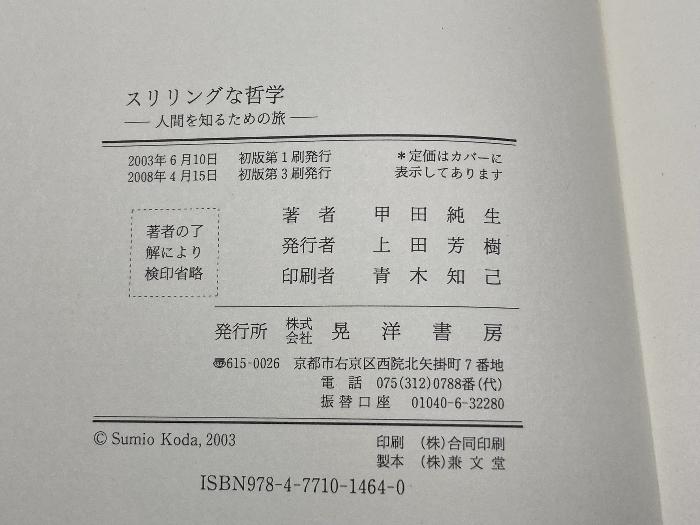 スリリングな哲学
── 人間を知るための旅 ──
2003年6月10日 初版第1刷発行
2008年4月15日 初版第3刷発行
＊定価はカバーに
表示してあります
著者の了
解により
検印省略
著者 甲田純生
発行者 上田芳樹
印刷者 青木知己
発行所 株式会社 晃洋書房
〠615-0026 京都市右京区西院北矢掛町7番地
電話 075(312)0788番(代)
振替口座 01040-6-32280
© Sumio Koda, 2003
印刷 （株）合同印刷
製本 （株）兼文堂
ISBN978-4-7710-1464-0